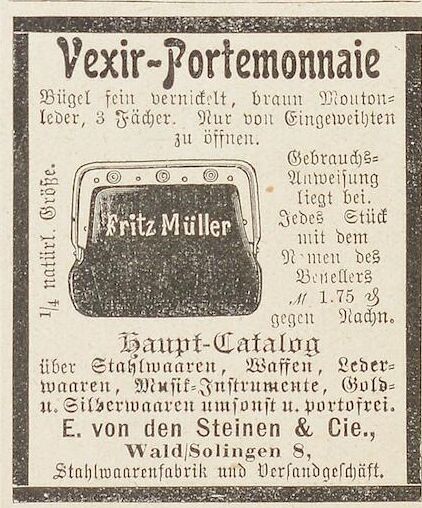 Vexir-Portemonnaie
Bügel fein vernickelt, braun Mouton=
leder, 3 Fächer. Nur von Eingeweihten
zu öffnen.
1/4 natürl. Größe.
Fritz Müller
Gebrauchs=
Anweisung
liegt bei.
Jedes Stück
mit dem
Namen des
Bestellers
M 1.75 ₰
gegen Nachn.
Haupt-Catalog
über Stahlwaaren, Waffen, Leder=
waaren, Musik-Instrumente, Gold=
u. Silberwaaren umsonst u. portofrei.
E. von den Steinen & Cie.,
Wald/Solingen 8,
Stahlwaarenfabrik und Versandgeschäft.